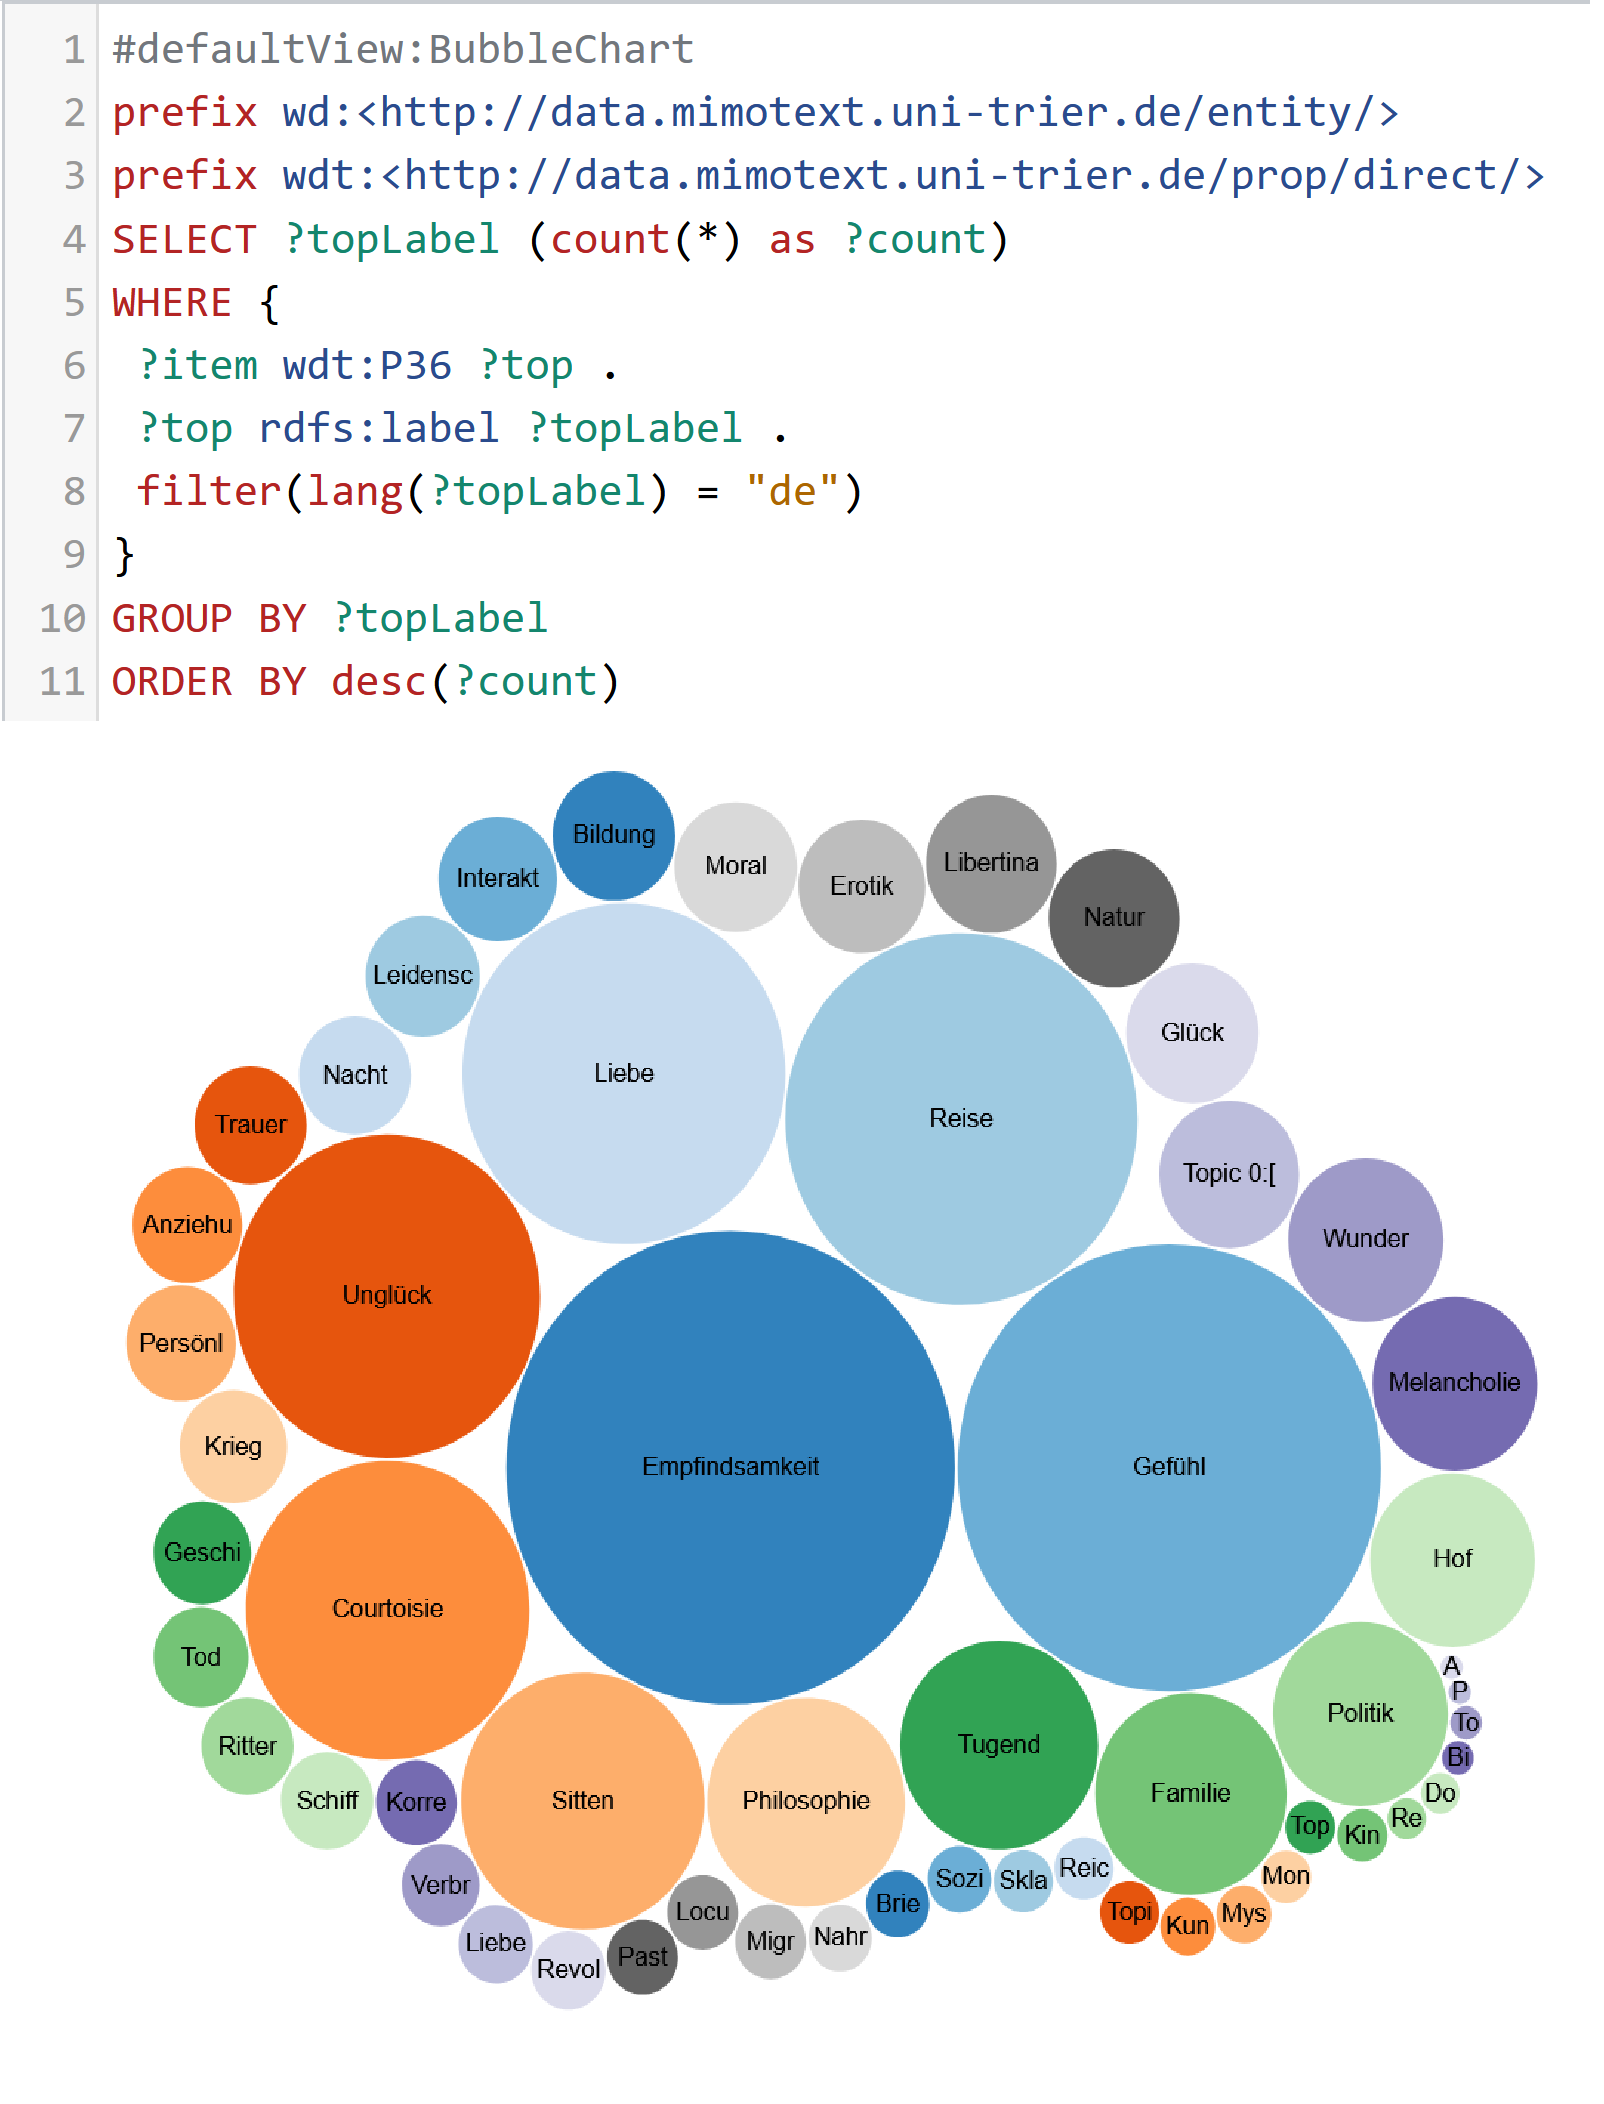 1 #defaultView:BubbleChart
2 prefix wd:<http://data.mimotext.uni-trier.de/entity/>
3 prefix wdt:<http://data.mimotext.uni-trier.de/prop/direct/>
4 SELECT ?topLabel (count(*) as ?count)
5 WHERE {
6 ?item wdt:P36 ?top .
7 ?top rdfs:label ?topLabel .
8 filter(lang(?topLabel) = "de")
9 }
10 GROUP BY ?topLabel
11 ORDER BY desc(?count)
Bildung
Moral
Erotik
Libertina
Interakt
Natur
Leidensc
Glück
Nacht
Liebe
Reise
Trauer
Topic 0:[
Anziehu
Wunder
Unglück
Persönl
Melancholie
Krieg
Empfindsamkeit
Gefühl
Geschi
Hof
Courtoisie
Tod
A
P
Politik
To
Ritter
Tugend
Bi
Familie
Do
Schiff
Korre
Sitten
Philosophie
Re
Top
Kin
Verbr
Mon
Reic
Skla
Sozi
Brie
Topi
Kun
Mys
Locu
Liebe
Migr
Nahr
Revol
Past